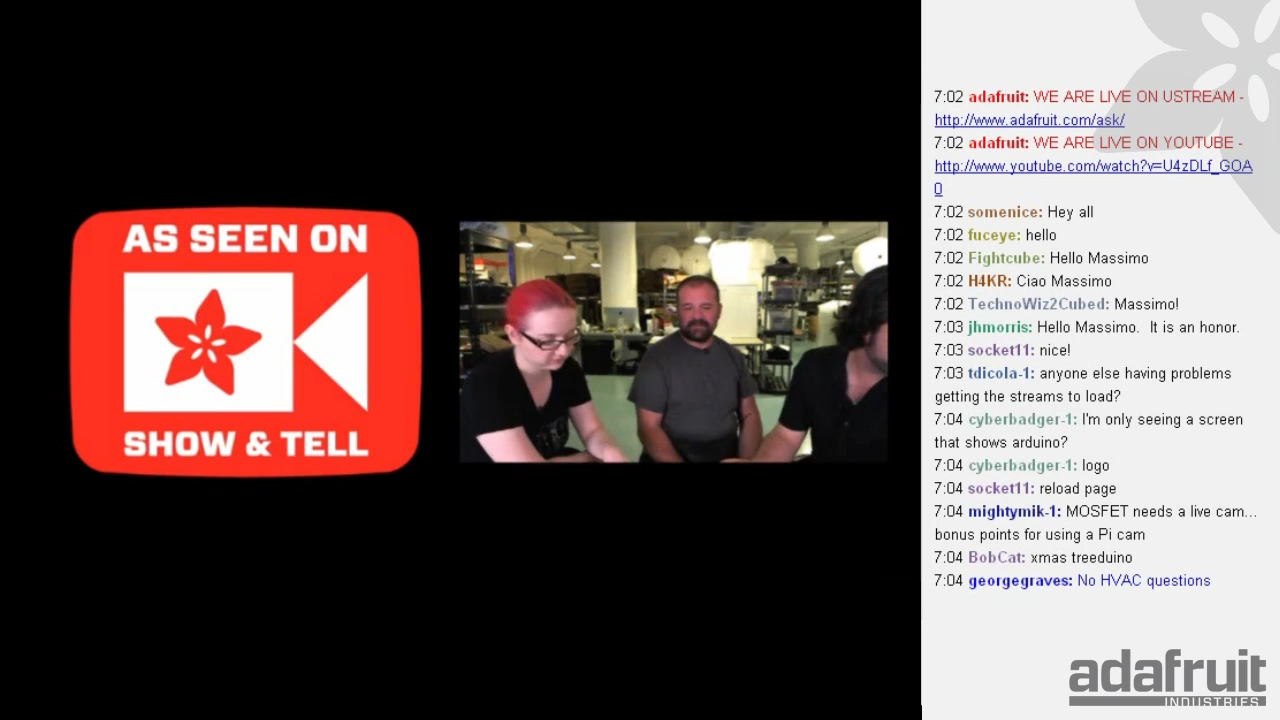 AS SEEN ON
SHOW & TELL
7:02 adafruit: WE ARE LIVE ON USTREAM -
http://www.adafruit.com/ask/
7:02 adafruit: WE ARE LIVE ON YOUTUBE -
http://www.youtube.com/watch?v=U4zDLf_GOA
0
7:02 somenice: Hey all
7:02 fuceye: hello
7:02 Fightcube: Hello Massimo
7:02 H4KR: Ciao Massimo
7:02 TechnoWiz2Cubed: Massimo!
7:03 jhmorris: Hello Massimo. It is an honor.
7:03 socket11: nice!
7:03 tdicola-1: anyone else having problems
getting the streams to load?
7:04 cyberbadger-1: I'm only seeing a screen
that shows arduino?
7:04 cyberbadger-1: logo
7:04 socket11: reload page
7:04 mightymik-1: MOSFET needs a live cam...
bonus points for using a Pi cam
7:04 BobCat: xmas treeduino
7:04 georgegraves: No HVAC questions
adafruit
INDUSTRIES